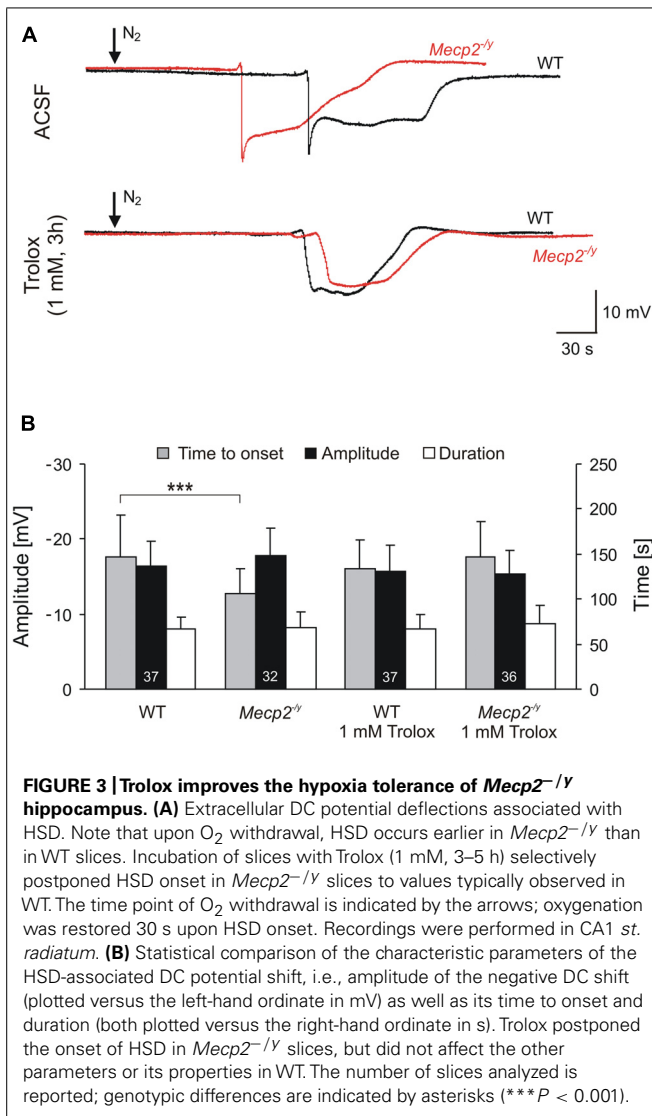 A
N2
Mecp2-/y
WT
ACSF
N2
WT
Mecp2-/y
Trolox
(1 mM, 3h)
10 mV
30 s
B
Time to onset
Amplitude
Duration
-30
-20
-10
0
Amplitude [mV]
***
250
200
150
100
50
0
Time [s]
37
32
37
36
WT
Mecp2-/y
WT
1 mM Trolox
Mecp2-/y
1 mM Trolox
FIGURE 3 | Trolox improves the hypoxia tolerance of Mecp2−/y
hippocampus. (A) Extracellular DC potential deflections associated with
HSD. Note that upon O2 withdrawal, HSD occurs earlier in Mecp2−/y than
in WT slices. Incubation of slices with Trolox (1 mM, 3–5 h) selectively
postponed HSD onset in Mecp2−/y slices to values typically observed in
WT. The time point of O2 withdrawal is indicated by the arrows; oxygenation
was restored 30 s upon HSD onset. Recordings were performed in CA1 st.
radiatum. (B) Statistical comparison of the characteristic parameters of the
HSD-associated DC potential shift, i.e., amplitude of the negative DC shift
(plotted versus the left-hand ordinate in mV) as well as its time to onset and
duration (both plotted versus the right-hand ordinate in s). Trolox postponed
the onset of HSD in Mecp2−/y slices, but did not affect the other
parameters or its properties in WT. The number of slices analyzed is
reported; genotypic differences are indicated by asterisks (***P < 0.001).